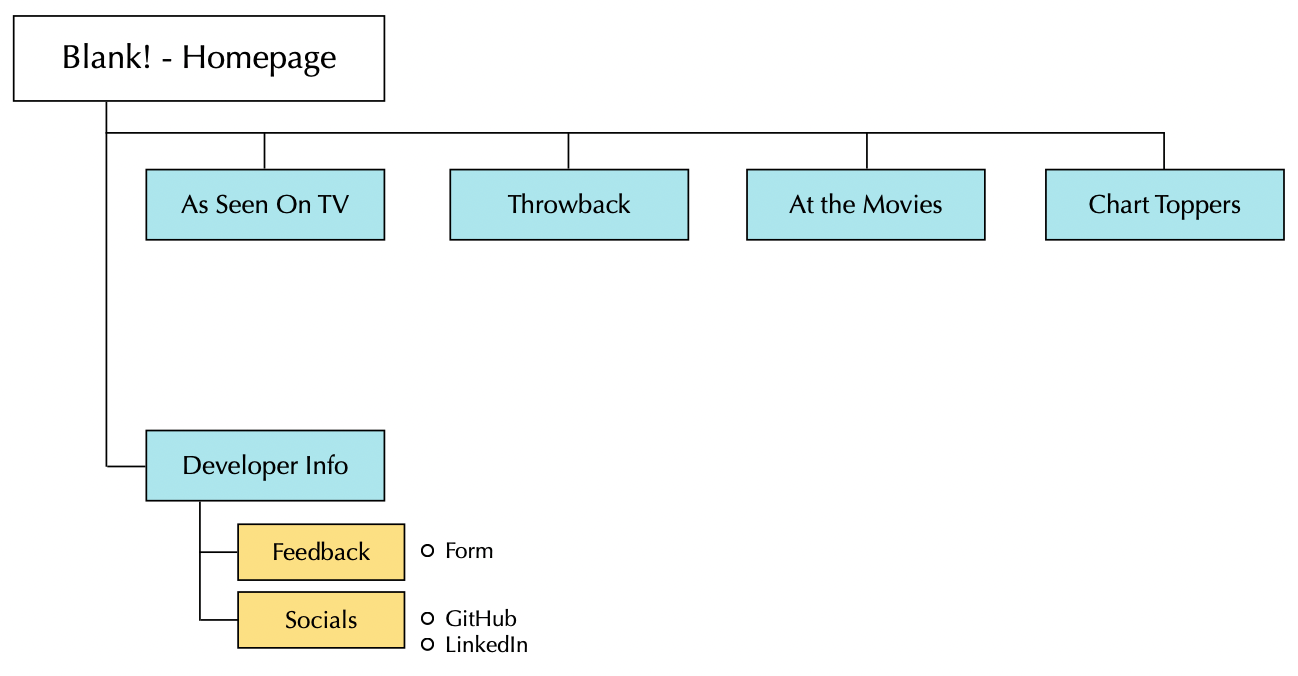 Blank! - Homepage
As Seen On TV
Throwback
At the Movies
Chart Toppers
Developer Info
Feedback
Form
Socials
GitHub
LinkedIn